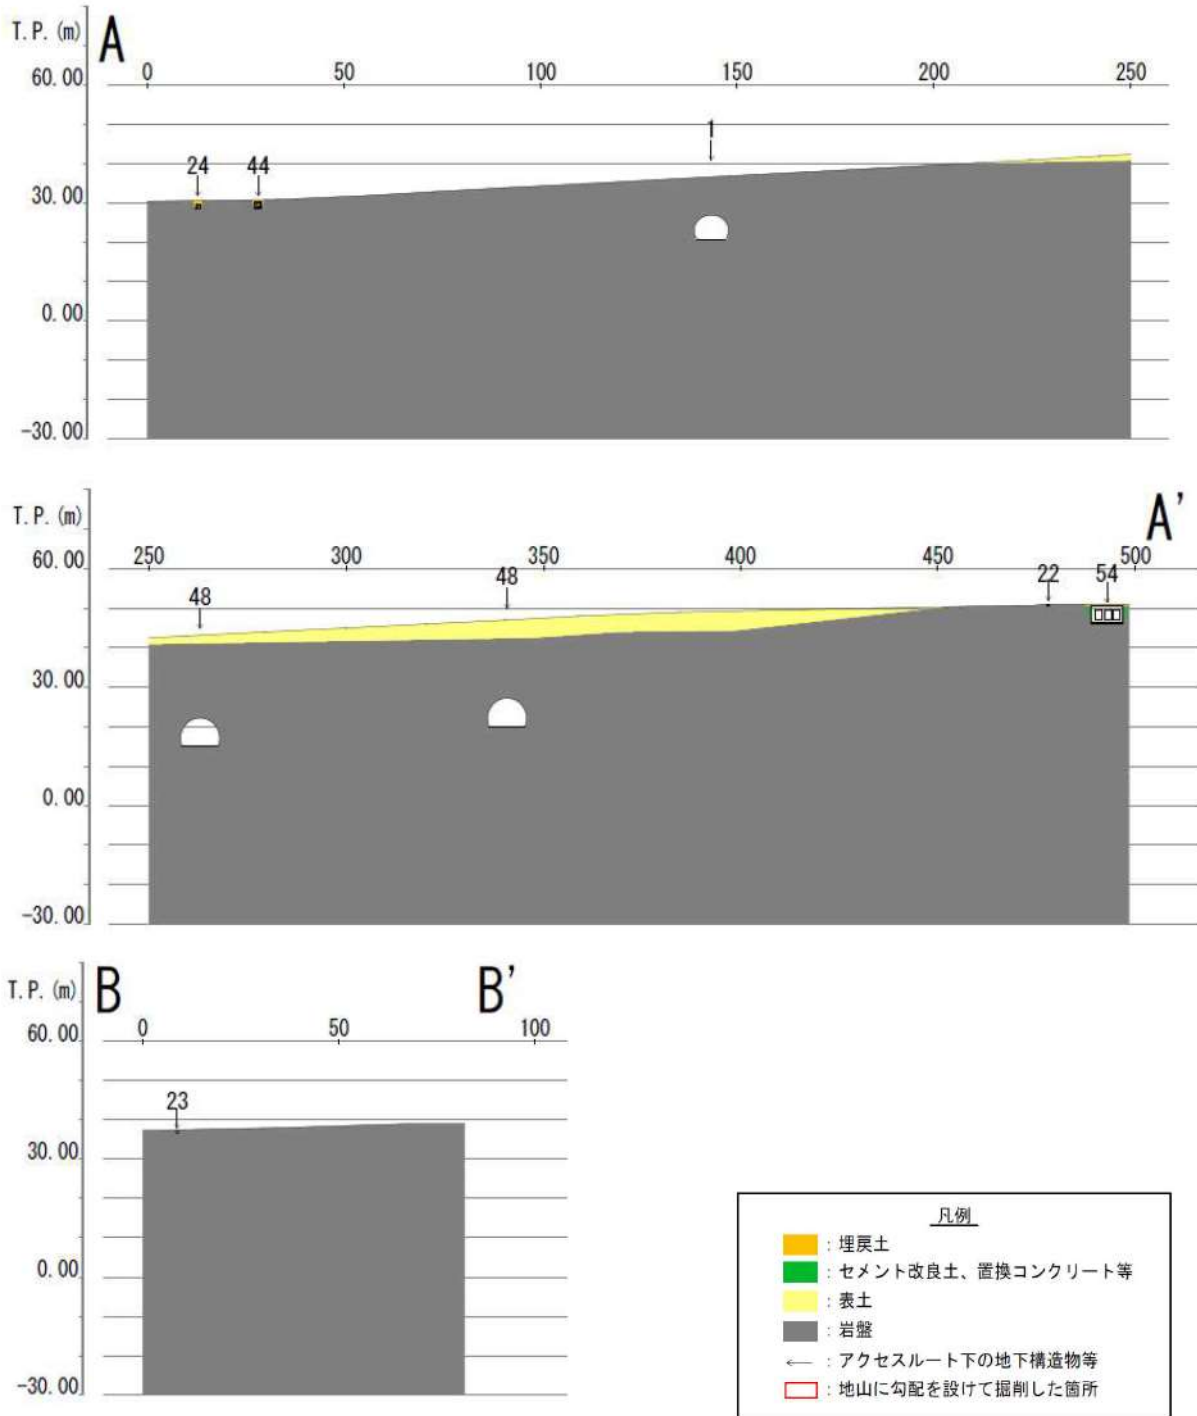 T.P.(m)
A
0 50 100 150 200 250
60.00
1
24 44
30.00
0.00
-30.00
T.P.(m)
A'
250 300 350 400 450 500
60.00
48 48 22 54
30.00
0.00
-30.00
T.P.(m)
B B'
0 50 100
60.00
23
30.00
0.00
-30.00
凡例
：埋戻土
：セメント改良土、置換コンクリート等
：表土
：岩盤
← ：アクセスルート下の地下構造物等
：地山に勾配を設けて掘削した箇所